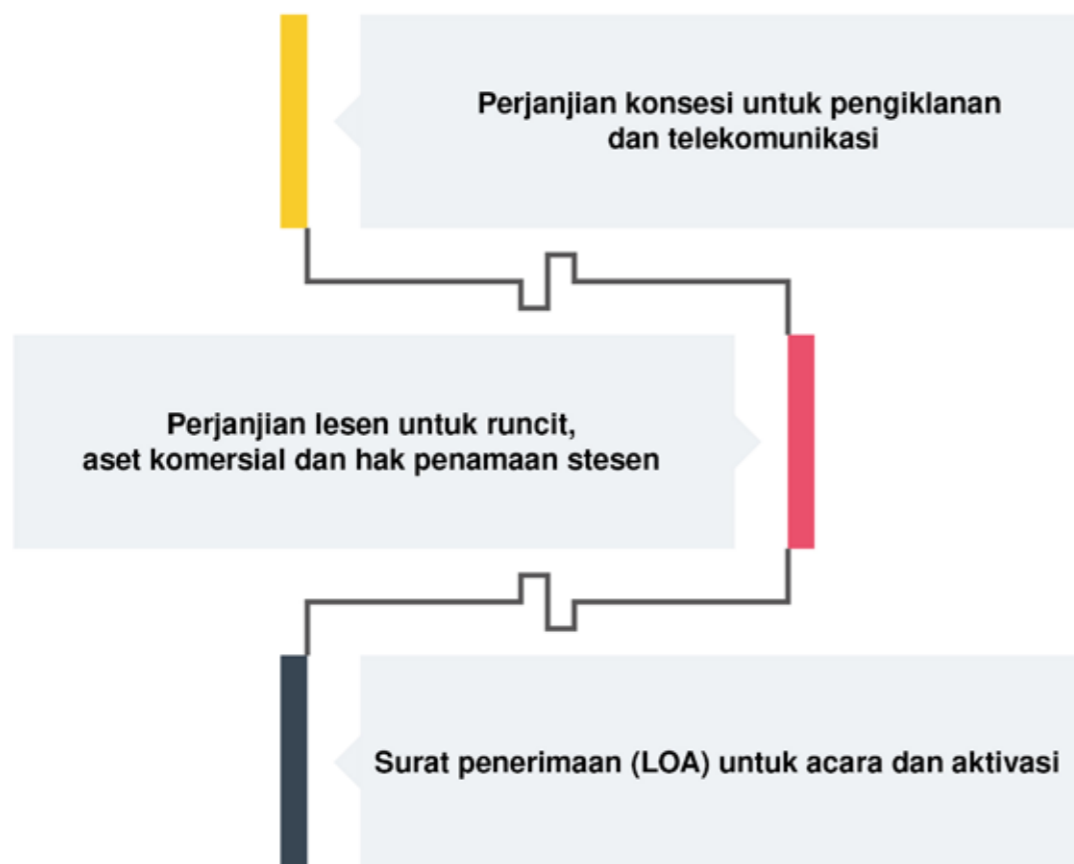 Perjanjian konsesi untuk pengiklanan
dan telekomunikasi
Perjanjian lesen untuk runcit,
aset komersial dan hak penamaan stesen
Surat penerimaan (LOA) untuk acara dan aktivasi